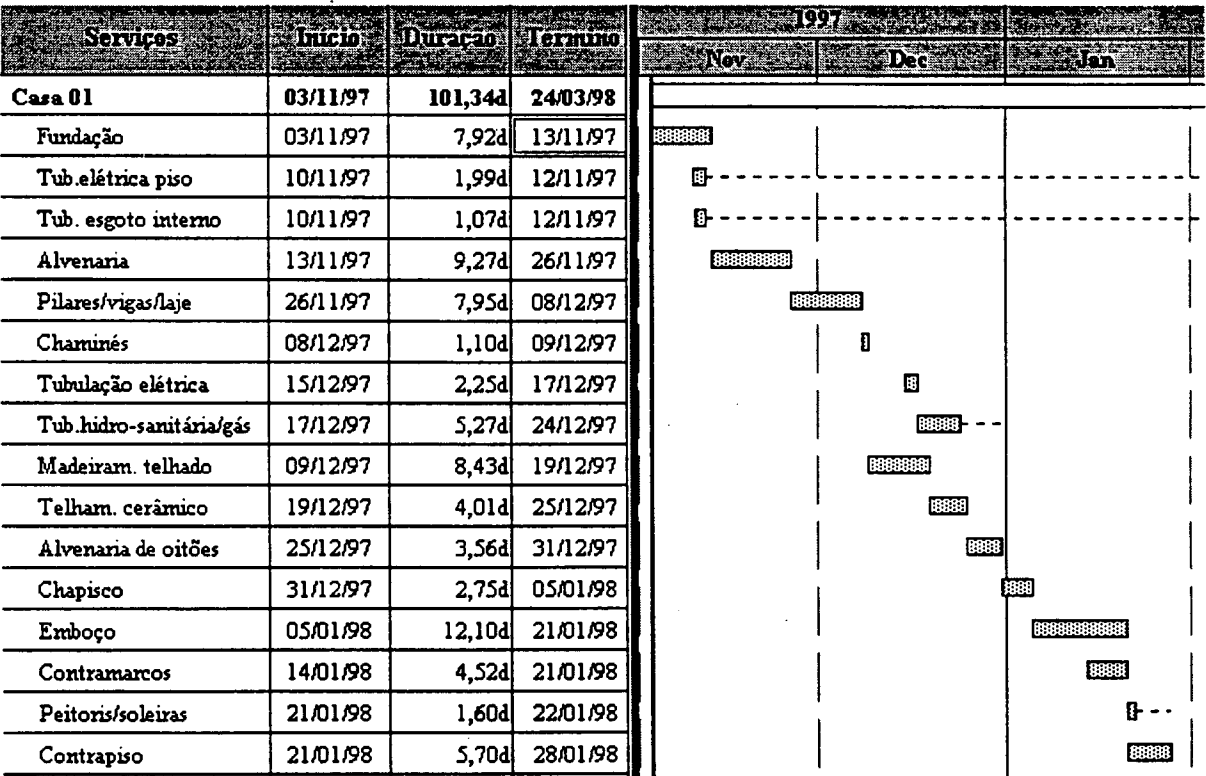 Serviços Início Duração Término 1997
Nov Dec Jan
Casa 01 03/11/97 101,34d 24/03/98
Fundação 03/11/97 7,92d 13/11/97
Tub.elétrica piso 10/11/97 1,99d 12/11/97
Tub. esgoto interno 10/11/97 1,07d 12/11/97
Alvenaria 13/11/97 9,27d 26/11/97
Pilares/vigas/laje 26/11/97 7,95d 08/12/97
Chaminés 08/12/97 1,10d 09/12/97
Tubulação elétrica 15/12/97 2,25d 17/12/97
Tub.hidro-sanitária/gás 17/12/97 5,27d 24/12/97
Madeiram. telhado 09/12/97 8,43d 19/12/97
Telham. cerâmico 19/12/97 4,01d 25/12/97
Alvenaria de oitões 25/12/97 3,56d 31/12/97
Chapisco 31/12/97 2,75d 05/01/98
Emboço 05/01/98 12,10d 21/01/98
Contramarcos 14/01/98 4,52d 21/01/98
Peitoris/soleiras 21/01/98 1,60d 22/01/98
Contrapiso 21/01/98 5,70d 28/01/98